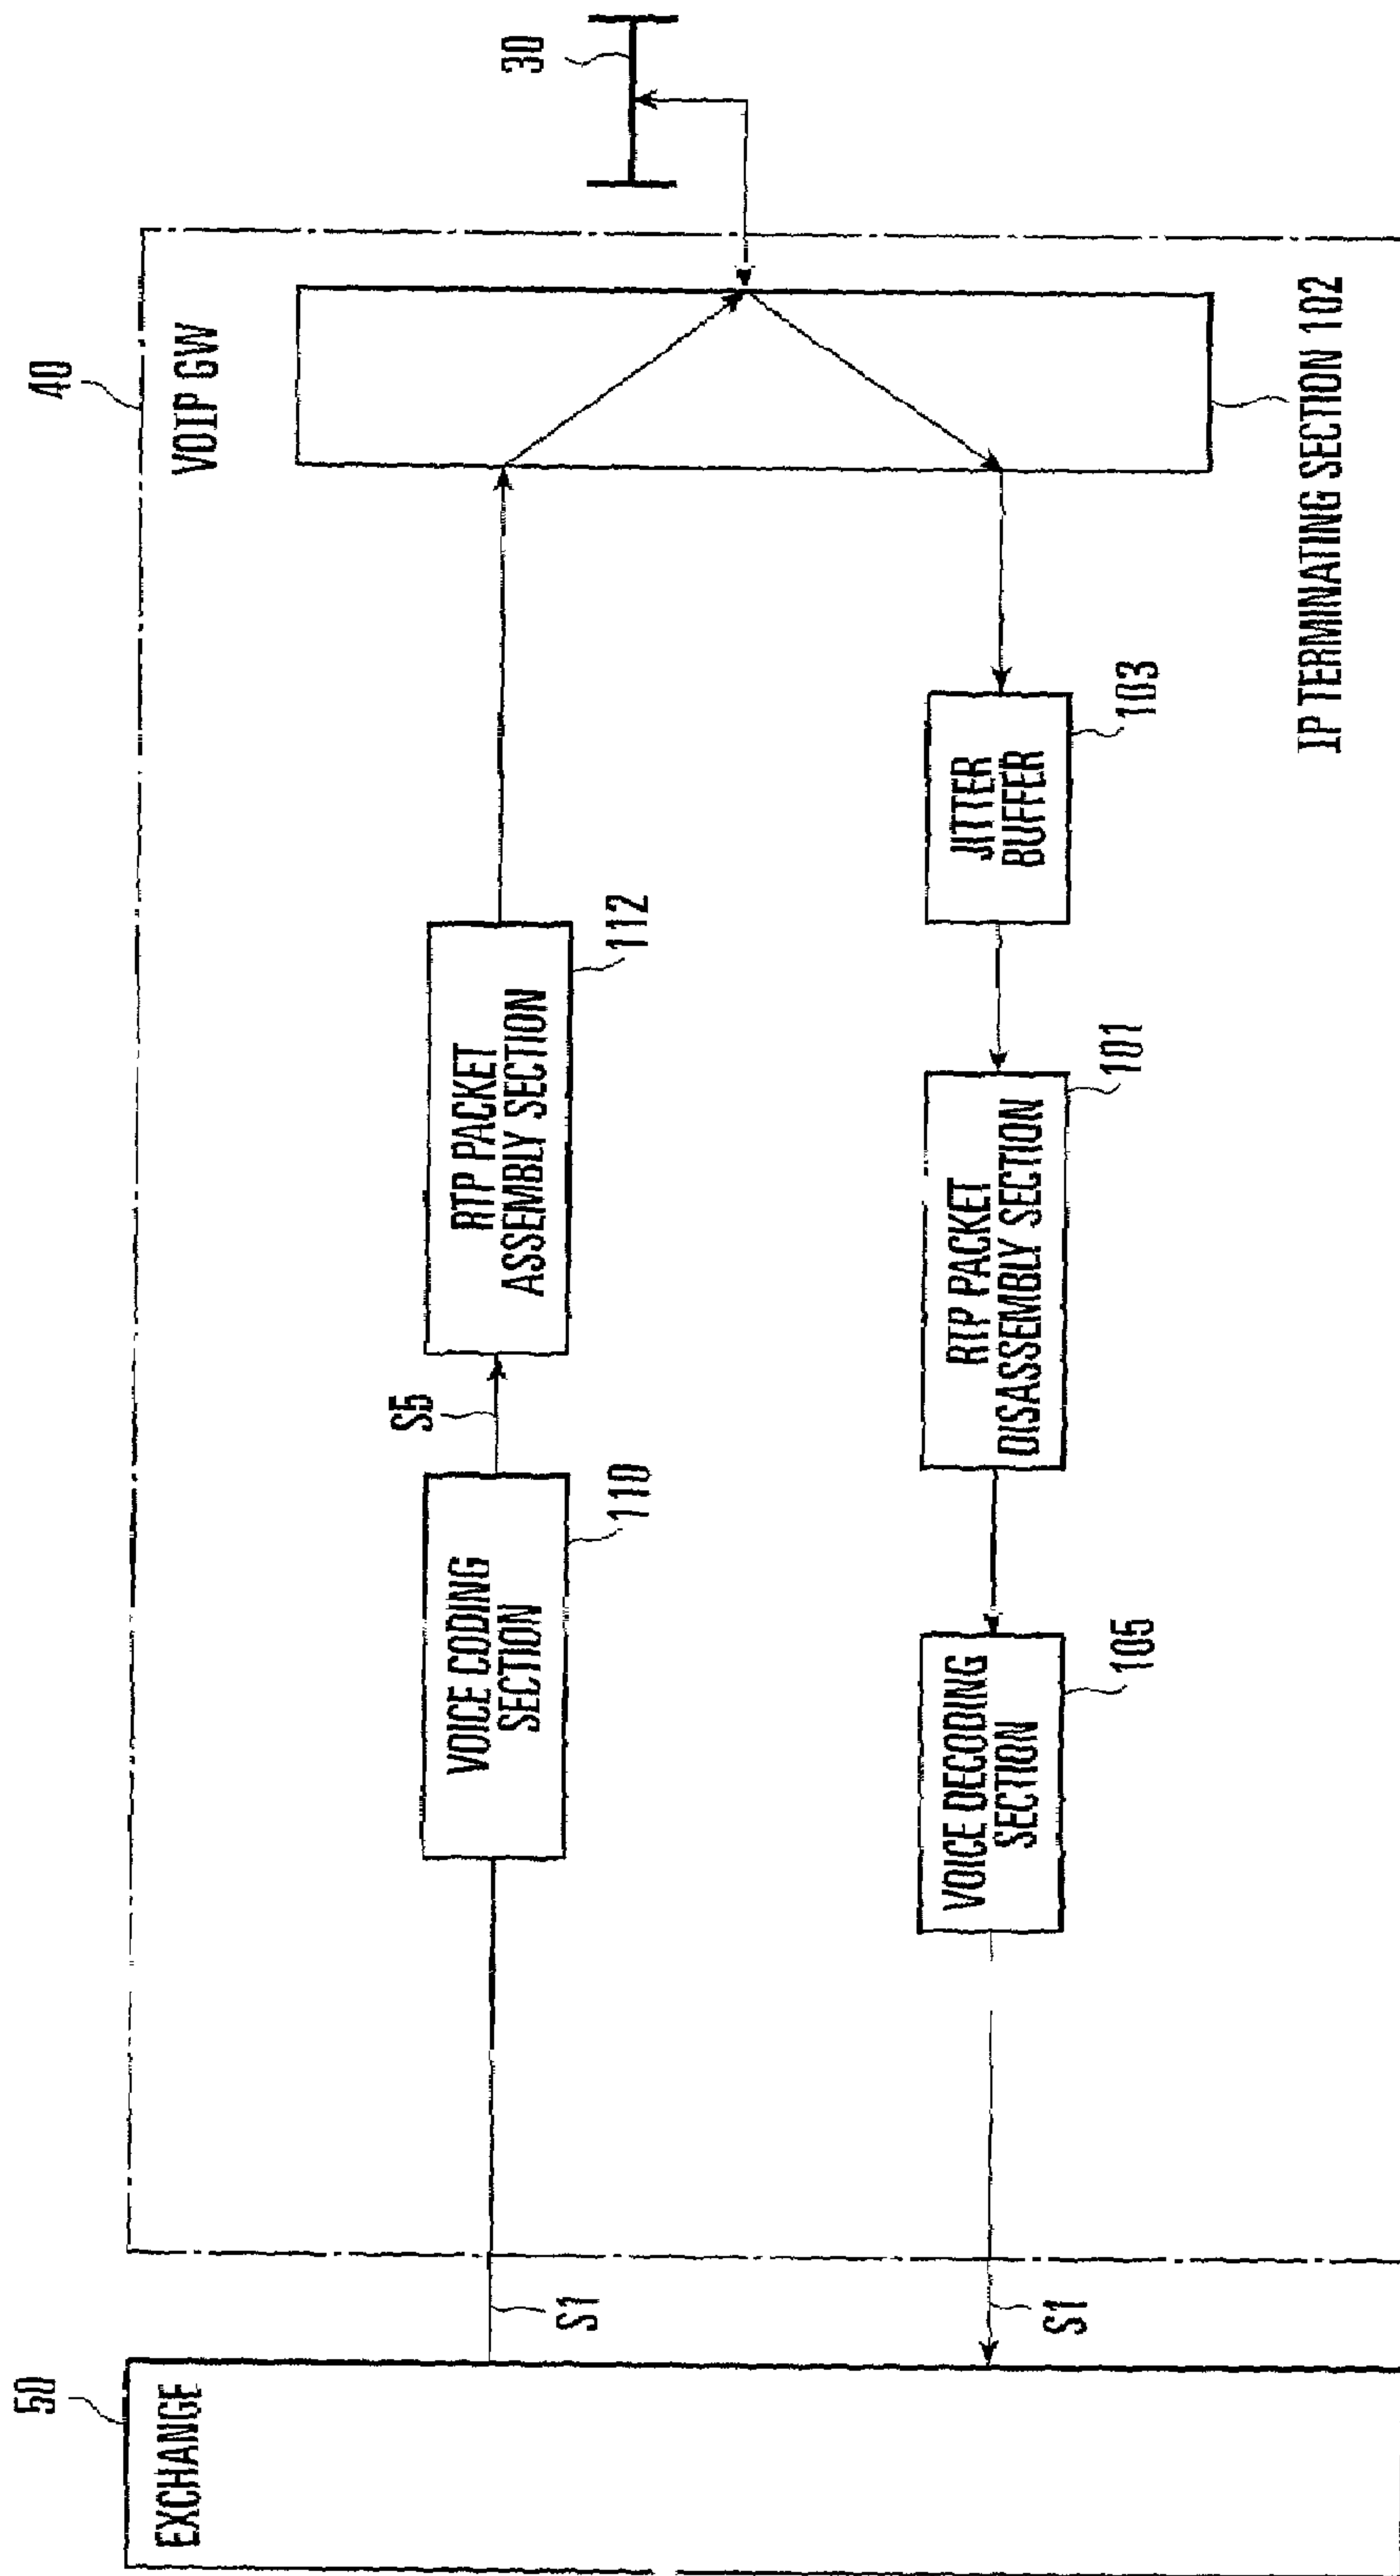 50
EXCHANGE
40
VOIP GW
S1
VOICE CODING
SECTION
110
S5
RTP PACKET
ASSEMBLY SECTION
112
30
S1
VOICE DECODING
SECTION
105
RTP PACKET
DISASSEMBLY SECTION
101
JITTER
BUFFER
103
IP TERMINATING SECTION 102